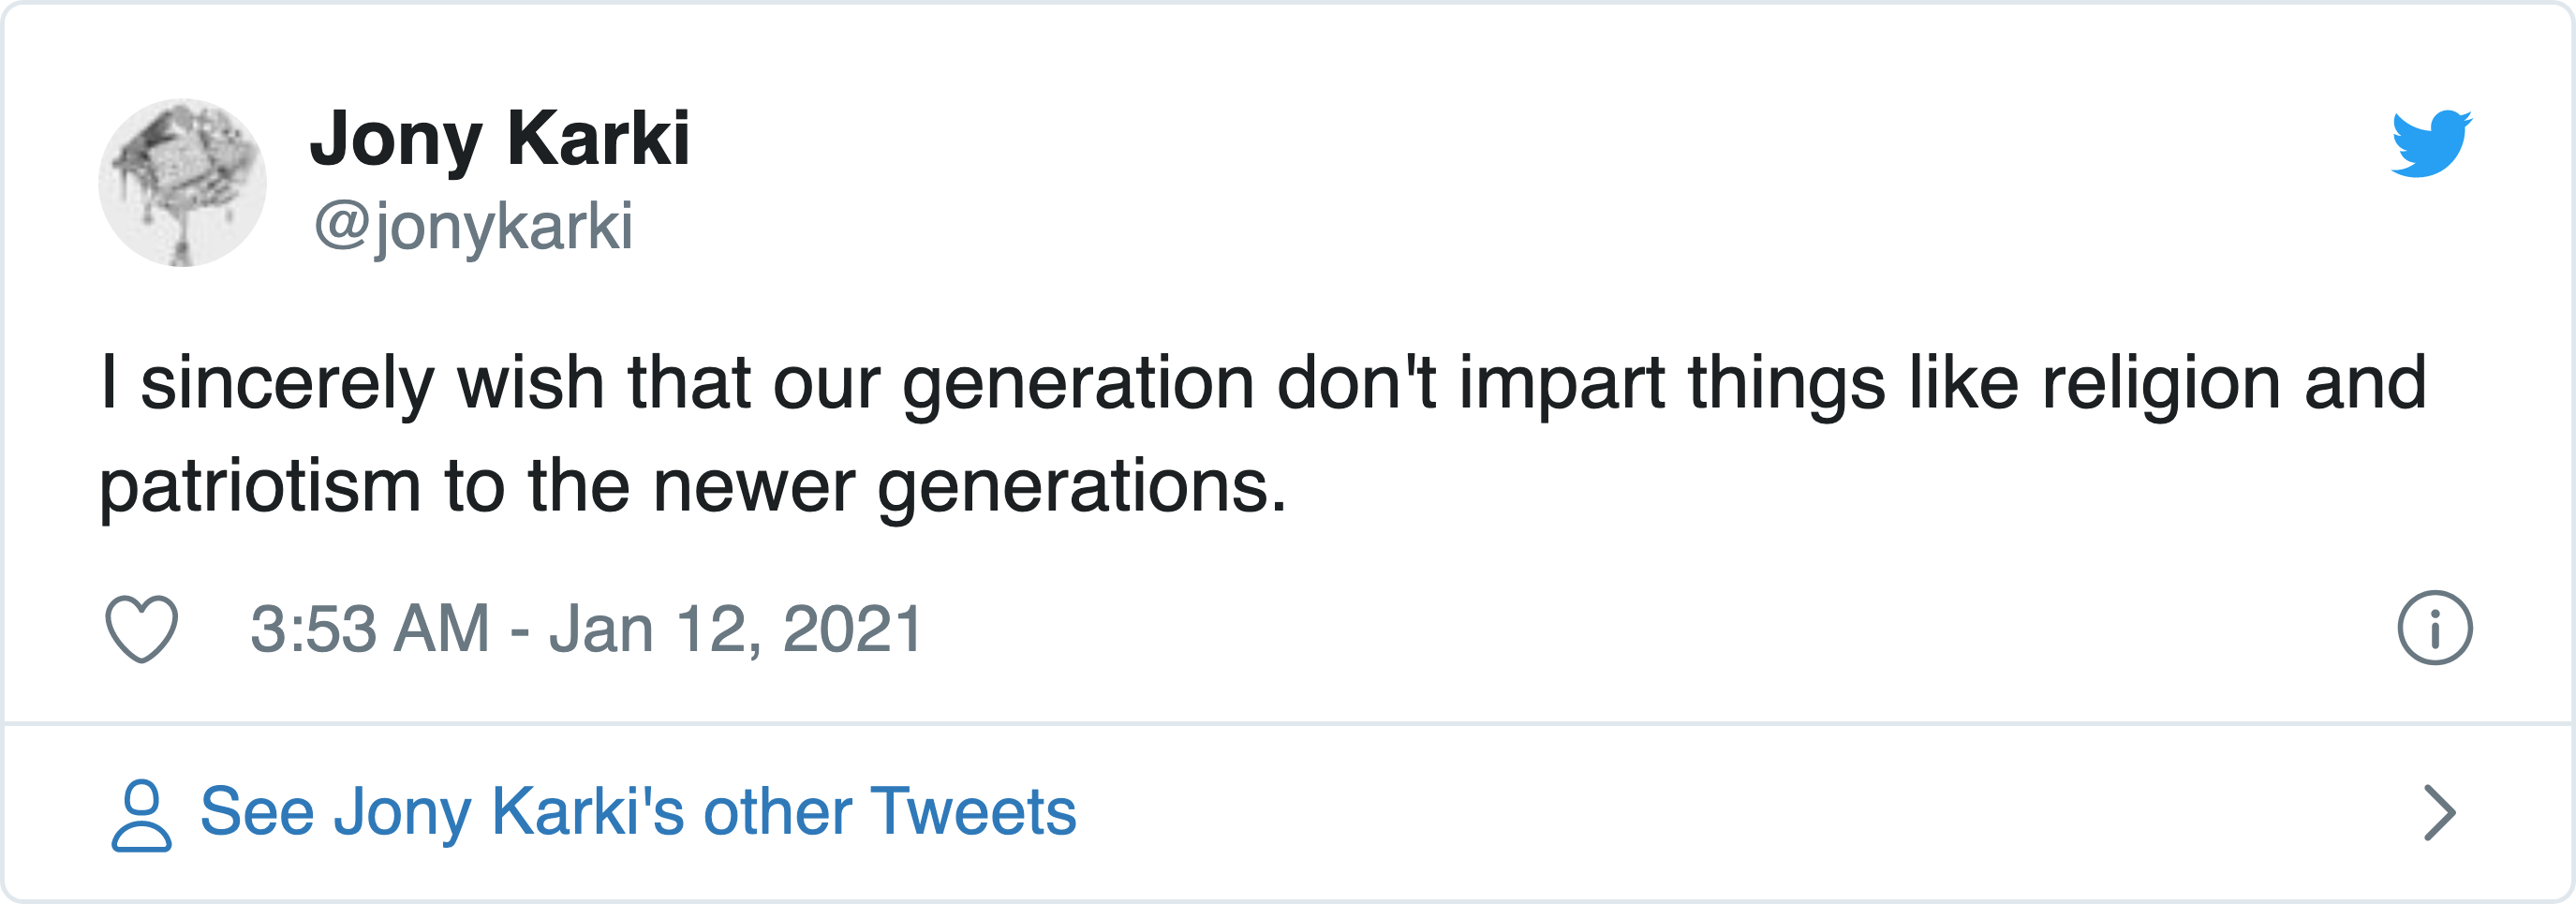 Jony Karki
@jonykarki
I sincerely wish that our generation don't impart things like religion and
patriotism to the newer generations.
3:53 AM - Jan 12, 2021
See Jony Karki's other Tweets